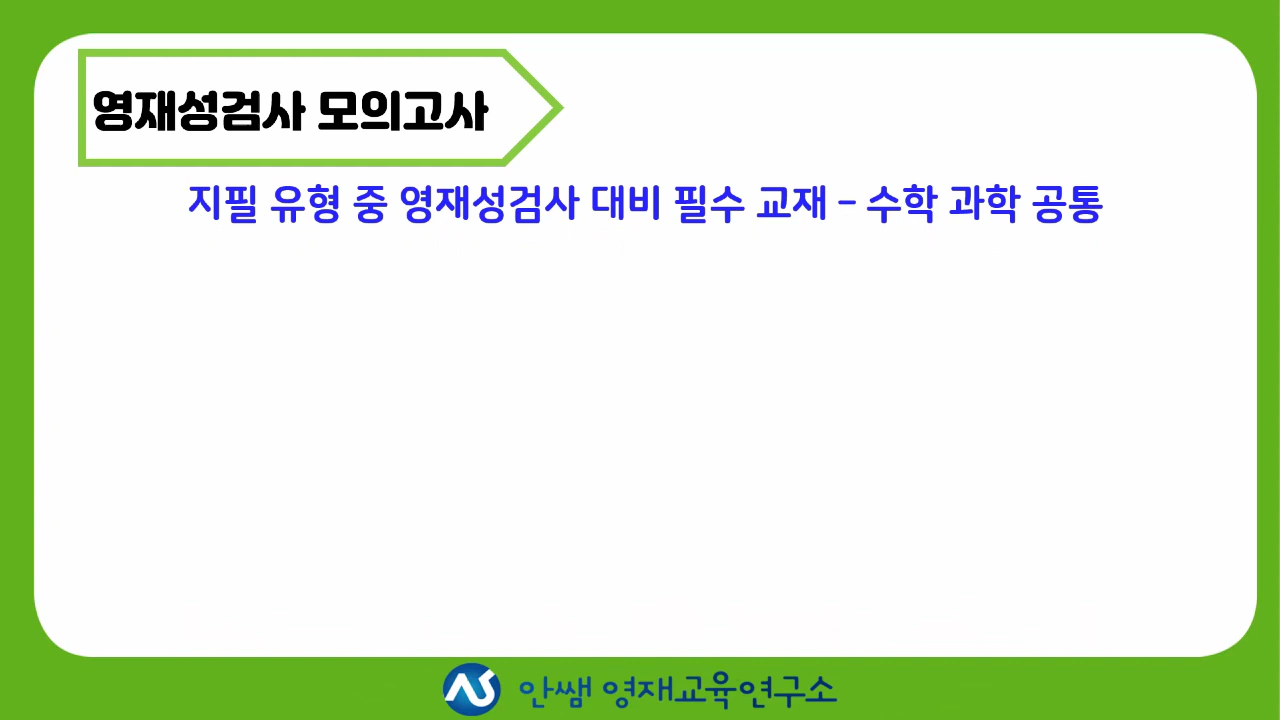 영재성검사 모의고사
지필 유형 중 영재성검사 대비 필수 교재 - 수학 과학 공통
안쌤 영재교육연구소